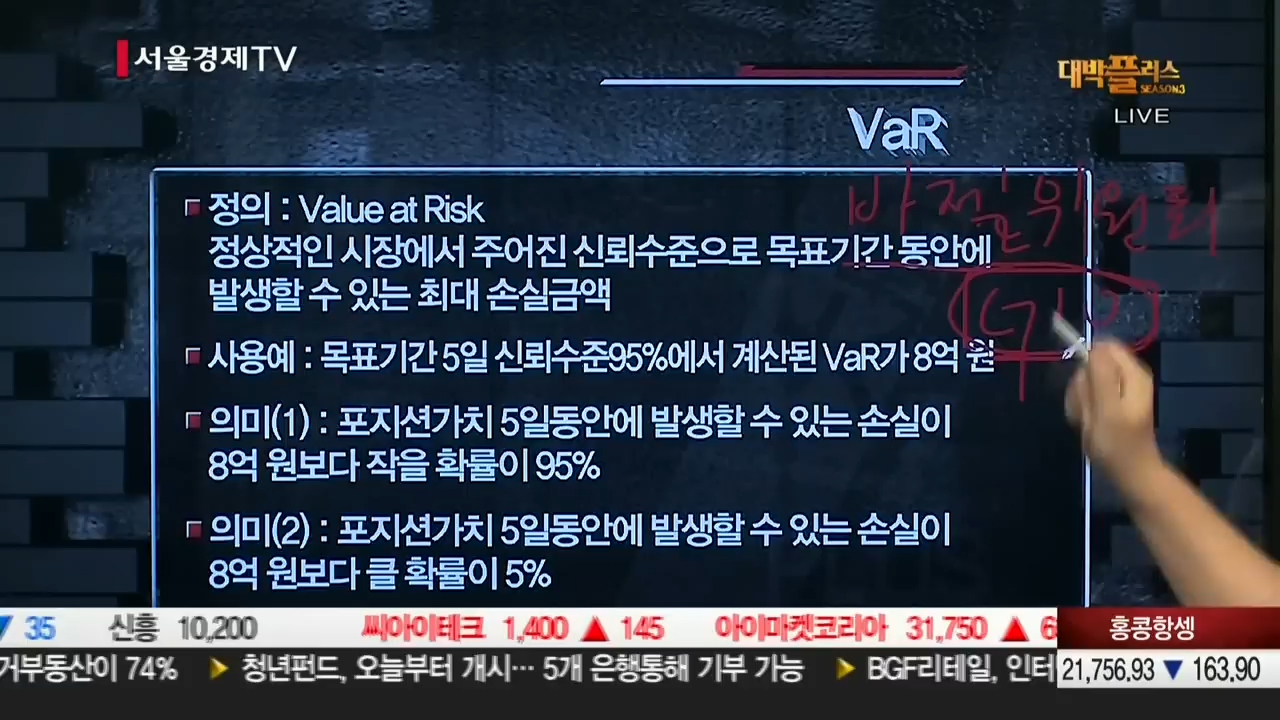 서울경제TV
대박플러스
SEASON.3
LIVE
VaR
정의 : Value at Risk
정상적인 시장에서 주어진 신뢰수준으로 목표기간 동안에
발생할 수 있는 최대 손실금액
사용예 : 목표기간 5일 신뢰수준95%에서 계산된 VaR가 8억 원
의미(1) : 포지션가치 5일동안에 발생할 수 있는 손실이
8억 원보다 작을 확률이 95%
의미(2) : 포지션가치 5일동안에 발생할 수 있는 손실이
8억 원보다 클 확률이 5%
바젤위원회
▼ 35 신흥 10,200 씨아이테크 1,400 ▲ 145 아이마켓코리아 31,750 ▲
홍콩항셍
거부동산이 74% ▶ 청년펀드, 오늘부터 개시… 5개 은행통해 기부 가능 ▶ BGF리테일, 인터
21,756.93 ▼ 163.90